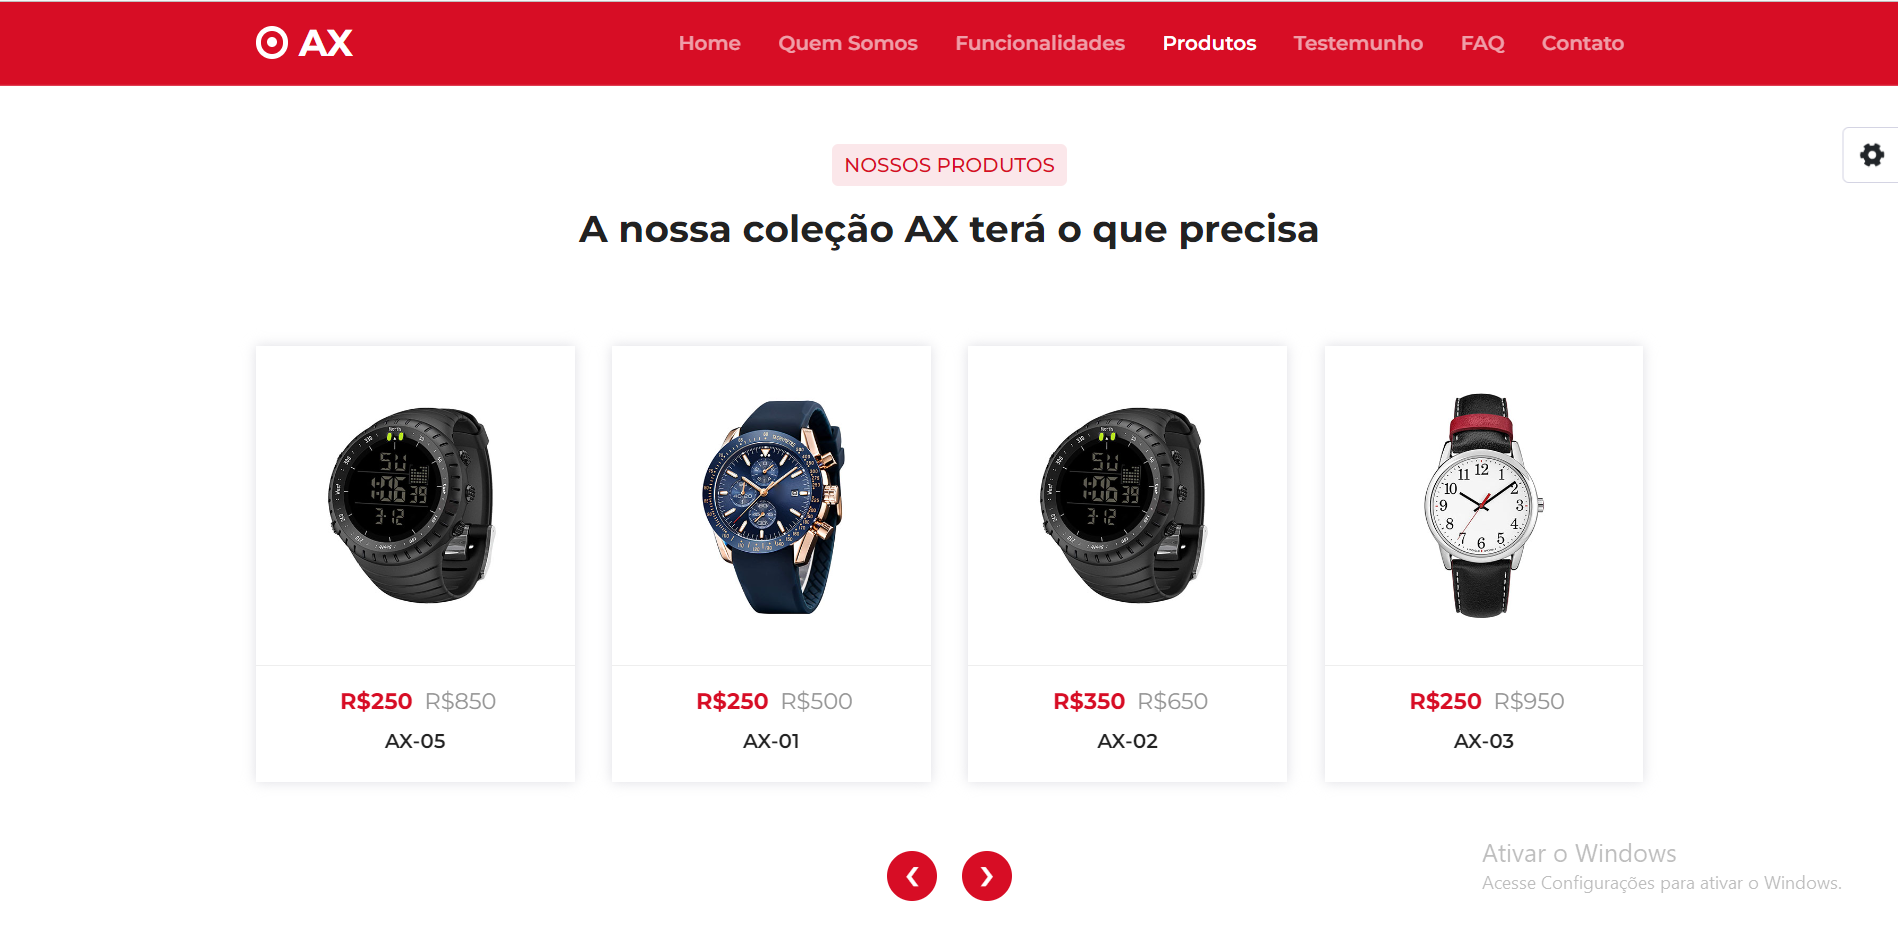 AX
Home Quem Somos Funcionalidades Produtos Testemunho FAQ Contato
NOSSOS PRODUTOS
A nossa coleção AX terá o que precisa
R$250 R$850
AX-05
R$250 R$500
AX-01
R$350 R$650
AX-02
R$250 R$950
AX-03
Ativar o Windows
Acesse Configurações para ativar o Windows.